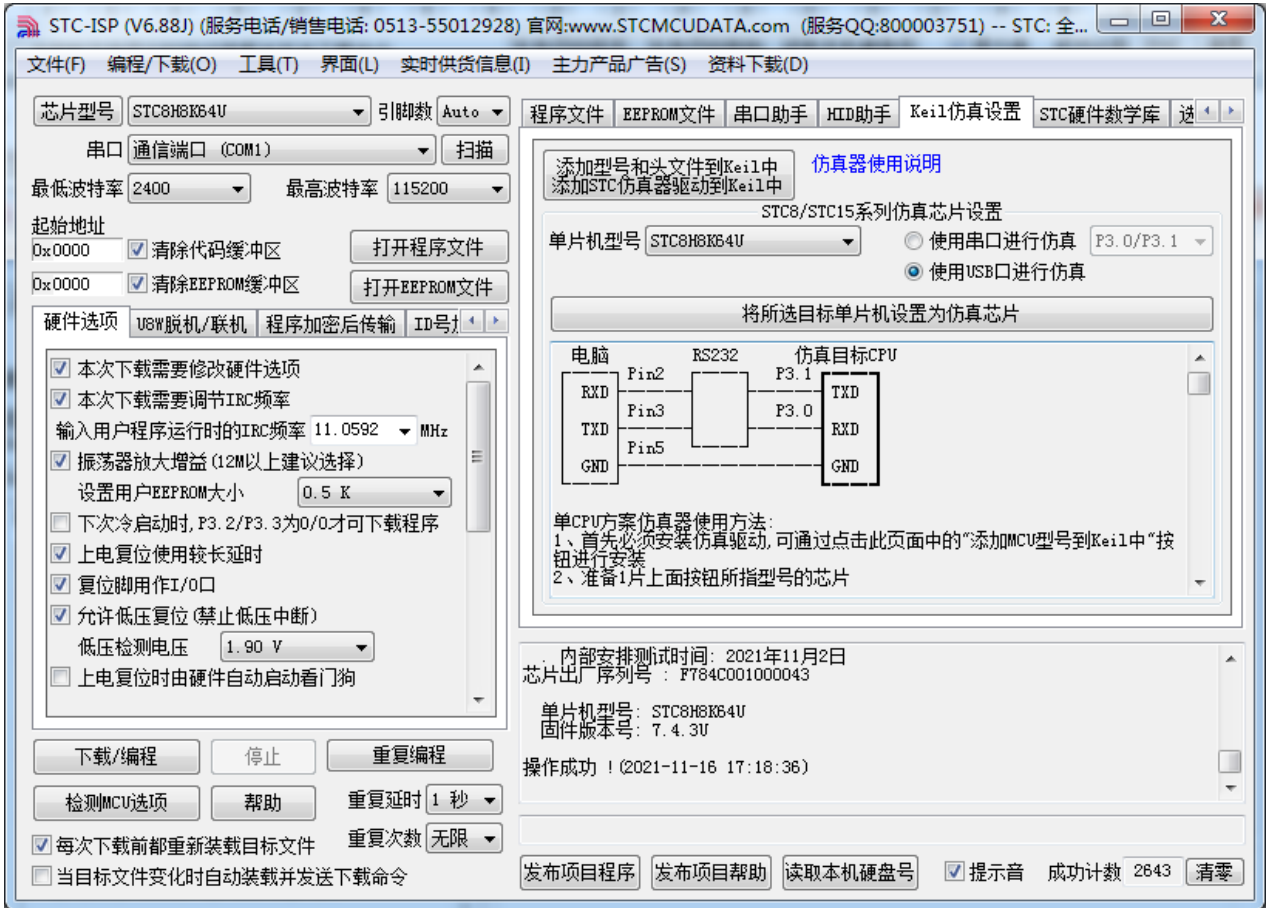 STC-ISP (V6.88J) (服务电话/销售电话: 0513-55012928) 官网:www.STCMCUDATA.com (服务QQ:800003751) -- STC: 全...
文件(F) 编程/下载(O) 工具(T) 界面(L) 实时供货信息(I) 主力产品广告(S) 资料下载(D)
芯片型号 STC8H8K64U 引脚数 Auto
串口 通信端口 (COM1) 扫描
最低波特率 2400 最高波特率 115200
起始地址
0x0000 清除代码缓冲区 打开程序文件
0x0000 清除EEPROM缓冲区 打开EEPROM文件
硬件选项 U8W脱机/联机 程序加密后传输 ID号
本次下载需要修改硬件选项
本次下载需要调节IRC频率
输入用户程序运行时的IRC频率 11.0592 MHz
振荡器放大增益(12M以上建议选择)
设置用户EEPROM大小 0.5 K
下次冷启动时,P3.2/P3.3为0/0才可下载程序
上电复位使用较长延时
复位脚用作I/O口
允许低压复位(禁止低压中断)
低压检测电压 1.90 V
上电复位时由硬件自动启动看门狗
下载/编程 停止 重复编程
检测MCU选项 帮助 重复延时 1 秒
每次下载前都重新装载目标文件 重复次数 无限
当目标文件变化时自动装载并发送下载命令
程序文件 EEPROM文件 串口助手 HID助手 Keil仿真设置 STC硬件数学库 选
添加型号和头文件到Keil中 仿真器使用说明
添加STC仿真器驱动到Keil中
STC8/STC15系列仿真芯片设置
单片机型号 STC8H8K64U 使用串口进行仿真 P3.0/P3.1
使用USB口进行仿真
将所选目标单片机设置为仿真芯片
电脑 RS232 仿真目标CPU
Pin2 P3.1
RXD TXD
Pin3 P3.0
TXD RXD
Pin5
GND GND
单CPU方案仿真器使用方法:
1、首先必须安装仿真驱动,可通过点击此页面中的“添加MCU型号到Keil中“按
钮进行安装
2、准备1片上面按钮所指型号的芯片
. 内部安排测试时间: 2021年11月2日
芯片出厂序列号 : F784C001000043
单片机型号: STC8H8K64U
固件版本号: 7.4.3U
操作成功 !(2021-11-16 17:18:36)
发布项目程序 发布项目帮助 读取本机硬盘号 提示音 成功计数 2643 清零